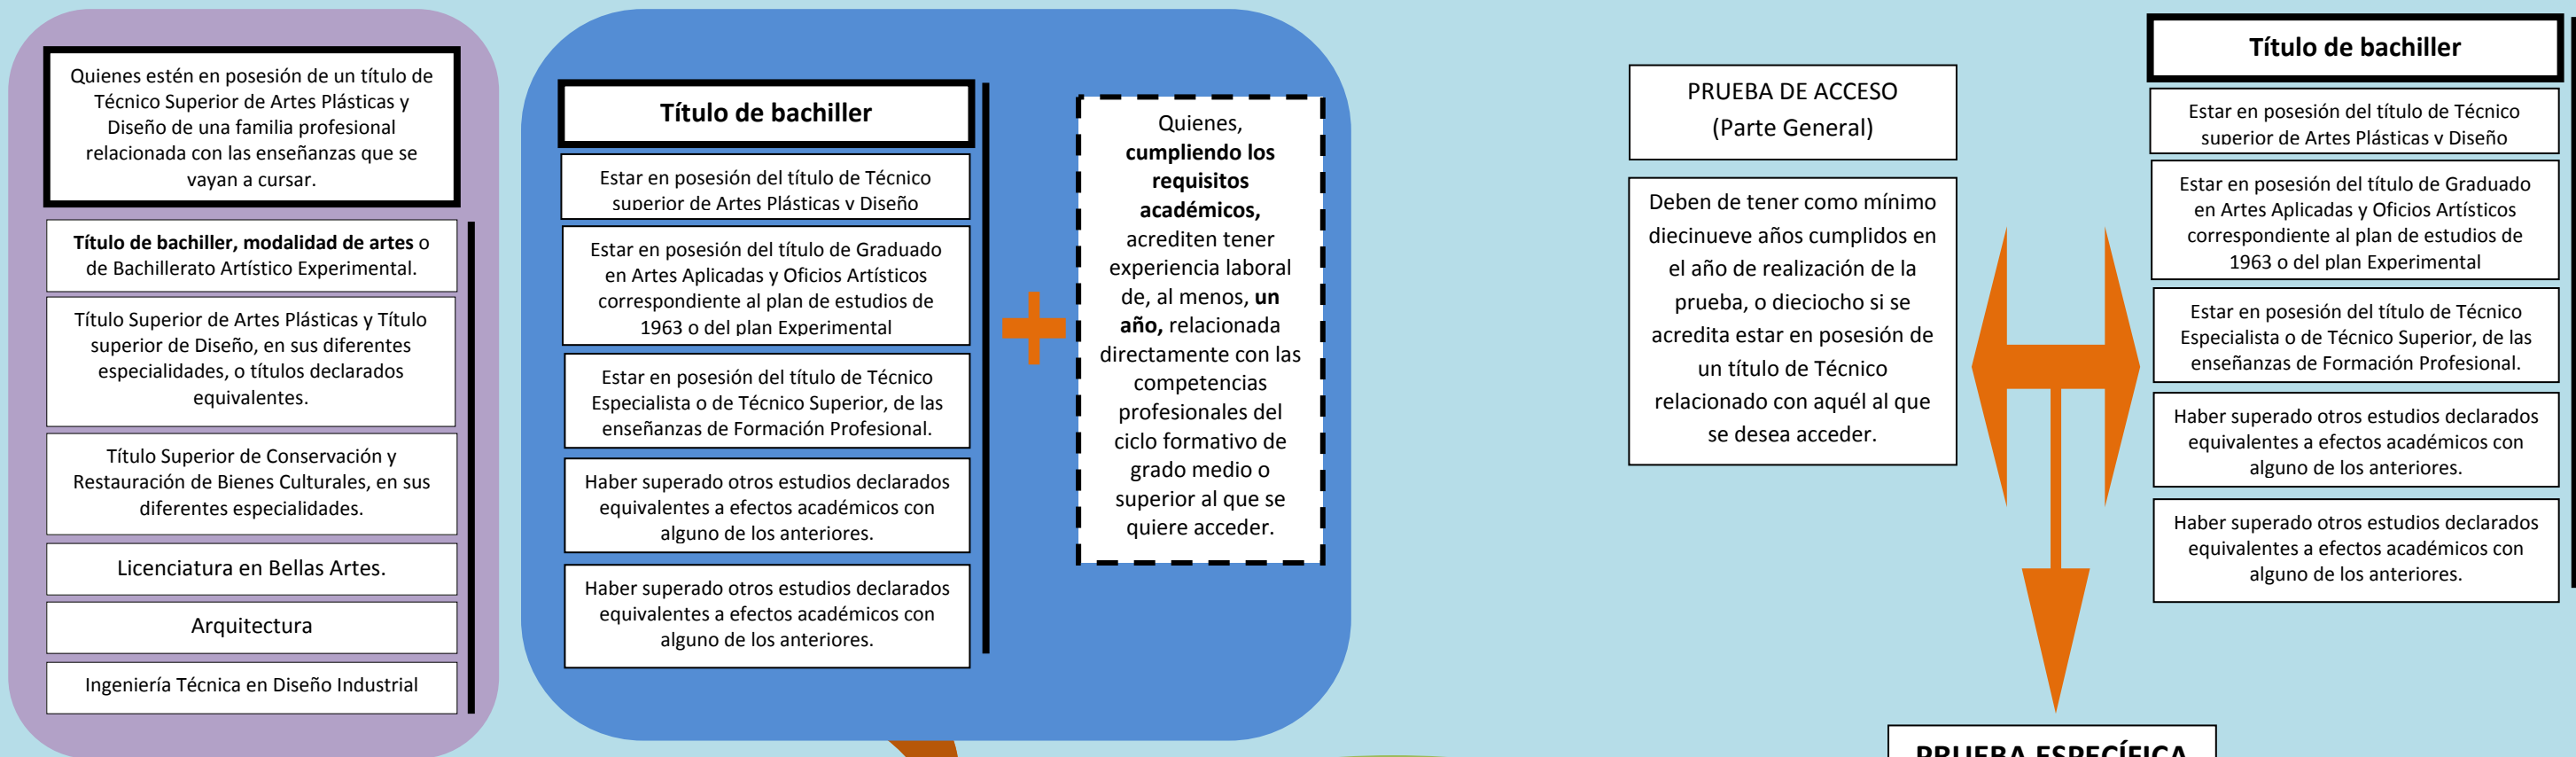 Quienes estén en posesión de un título de
Técnico Superior de Artes Plásticas y
Diseño de una familia profesional
relacionada con las enseñanzas que se
vayan a cursar.
Título de bachiller, modalidad de artes o
de Bachillerato Artístico Experimental.
Título Superior de Artes Plásticas y Título
superior de Diseño, en sus diferentes
especialidades, o títulos declarados
equivalentes.
Título Superior de Conservación y
Restauración de Bienes Culturales, en sus
diferentes especialidades.
Licenciatura en Bellas Artes.
Arquitectura
Ingeniería Técnica en Diseño Industrial
Título de bachiller
Estar en posesión del título de Técnico
superior de Artes Plásticas y Diseño
Estar en posesión del título de Graduado
en Artes Aplicadas y Oficios Artísticos
correspondiente al plan de estudios de
1963 o del plan Experimental
Estar en posesión del título de Técnico
Especialista o de Técnico Superior, de las
enseñanzas de Formación Profesional.
Haber superado otros estudios declarados
equivalentes a efectos académicos con
alguno de los anteriores.
Haber superado otros estudios declarados
equivalentes a efectos académicos con
alguno de los anteriores.
Quienes,
cumpliendo los
requisitos
académicos,
acrediten tener
experiencia laboral
de, al menos, un
año, relacionada
directamente con las
competencias
profesionales del
ciclo formativo de
grado medio o
superior al que se
quiere acceder.
PRUEBA DE ACCESO
(Parte General)
Deben de tener como mínimo
diecinueve años cumplidos en
el año de realización de la
prueba, o dieciocho si se
acredita estar en posesión de
un título de Técnico
relacionado con aquél al que
se desea acceder.
Título de bachiller
Estar en posesión del título de Técnico
superior de Artes Plásticas y Diseño
Estar en posesión del título de Graduado
en Artes Aplicadas y Oficios Artísticos
correspondiente al plan de estudios de
1963 o del plan Experimental
Estar en posesión del título de Técnico
Especialista o de Técnico Superior, de las
enseñanzas de Formación Profesional.
Haber superado otros estudios declarados
equivalentes a efectos académicos con
alguno de los anteriores.
Haber superado otros estudios declarados
equivalentes a efectos académicos con
alguno de los anteriores.
PRUEBA ESPECÍFICA